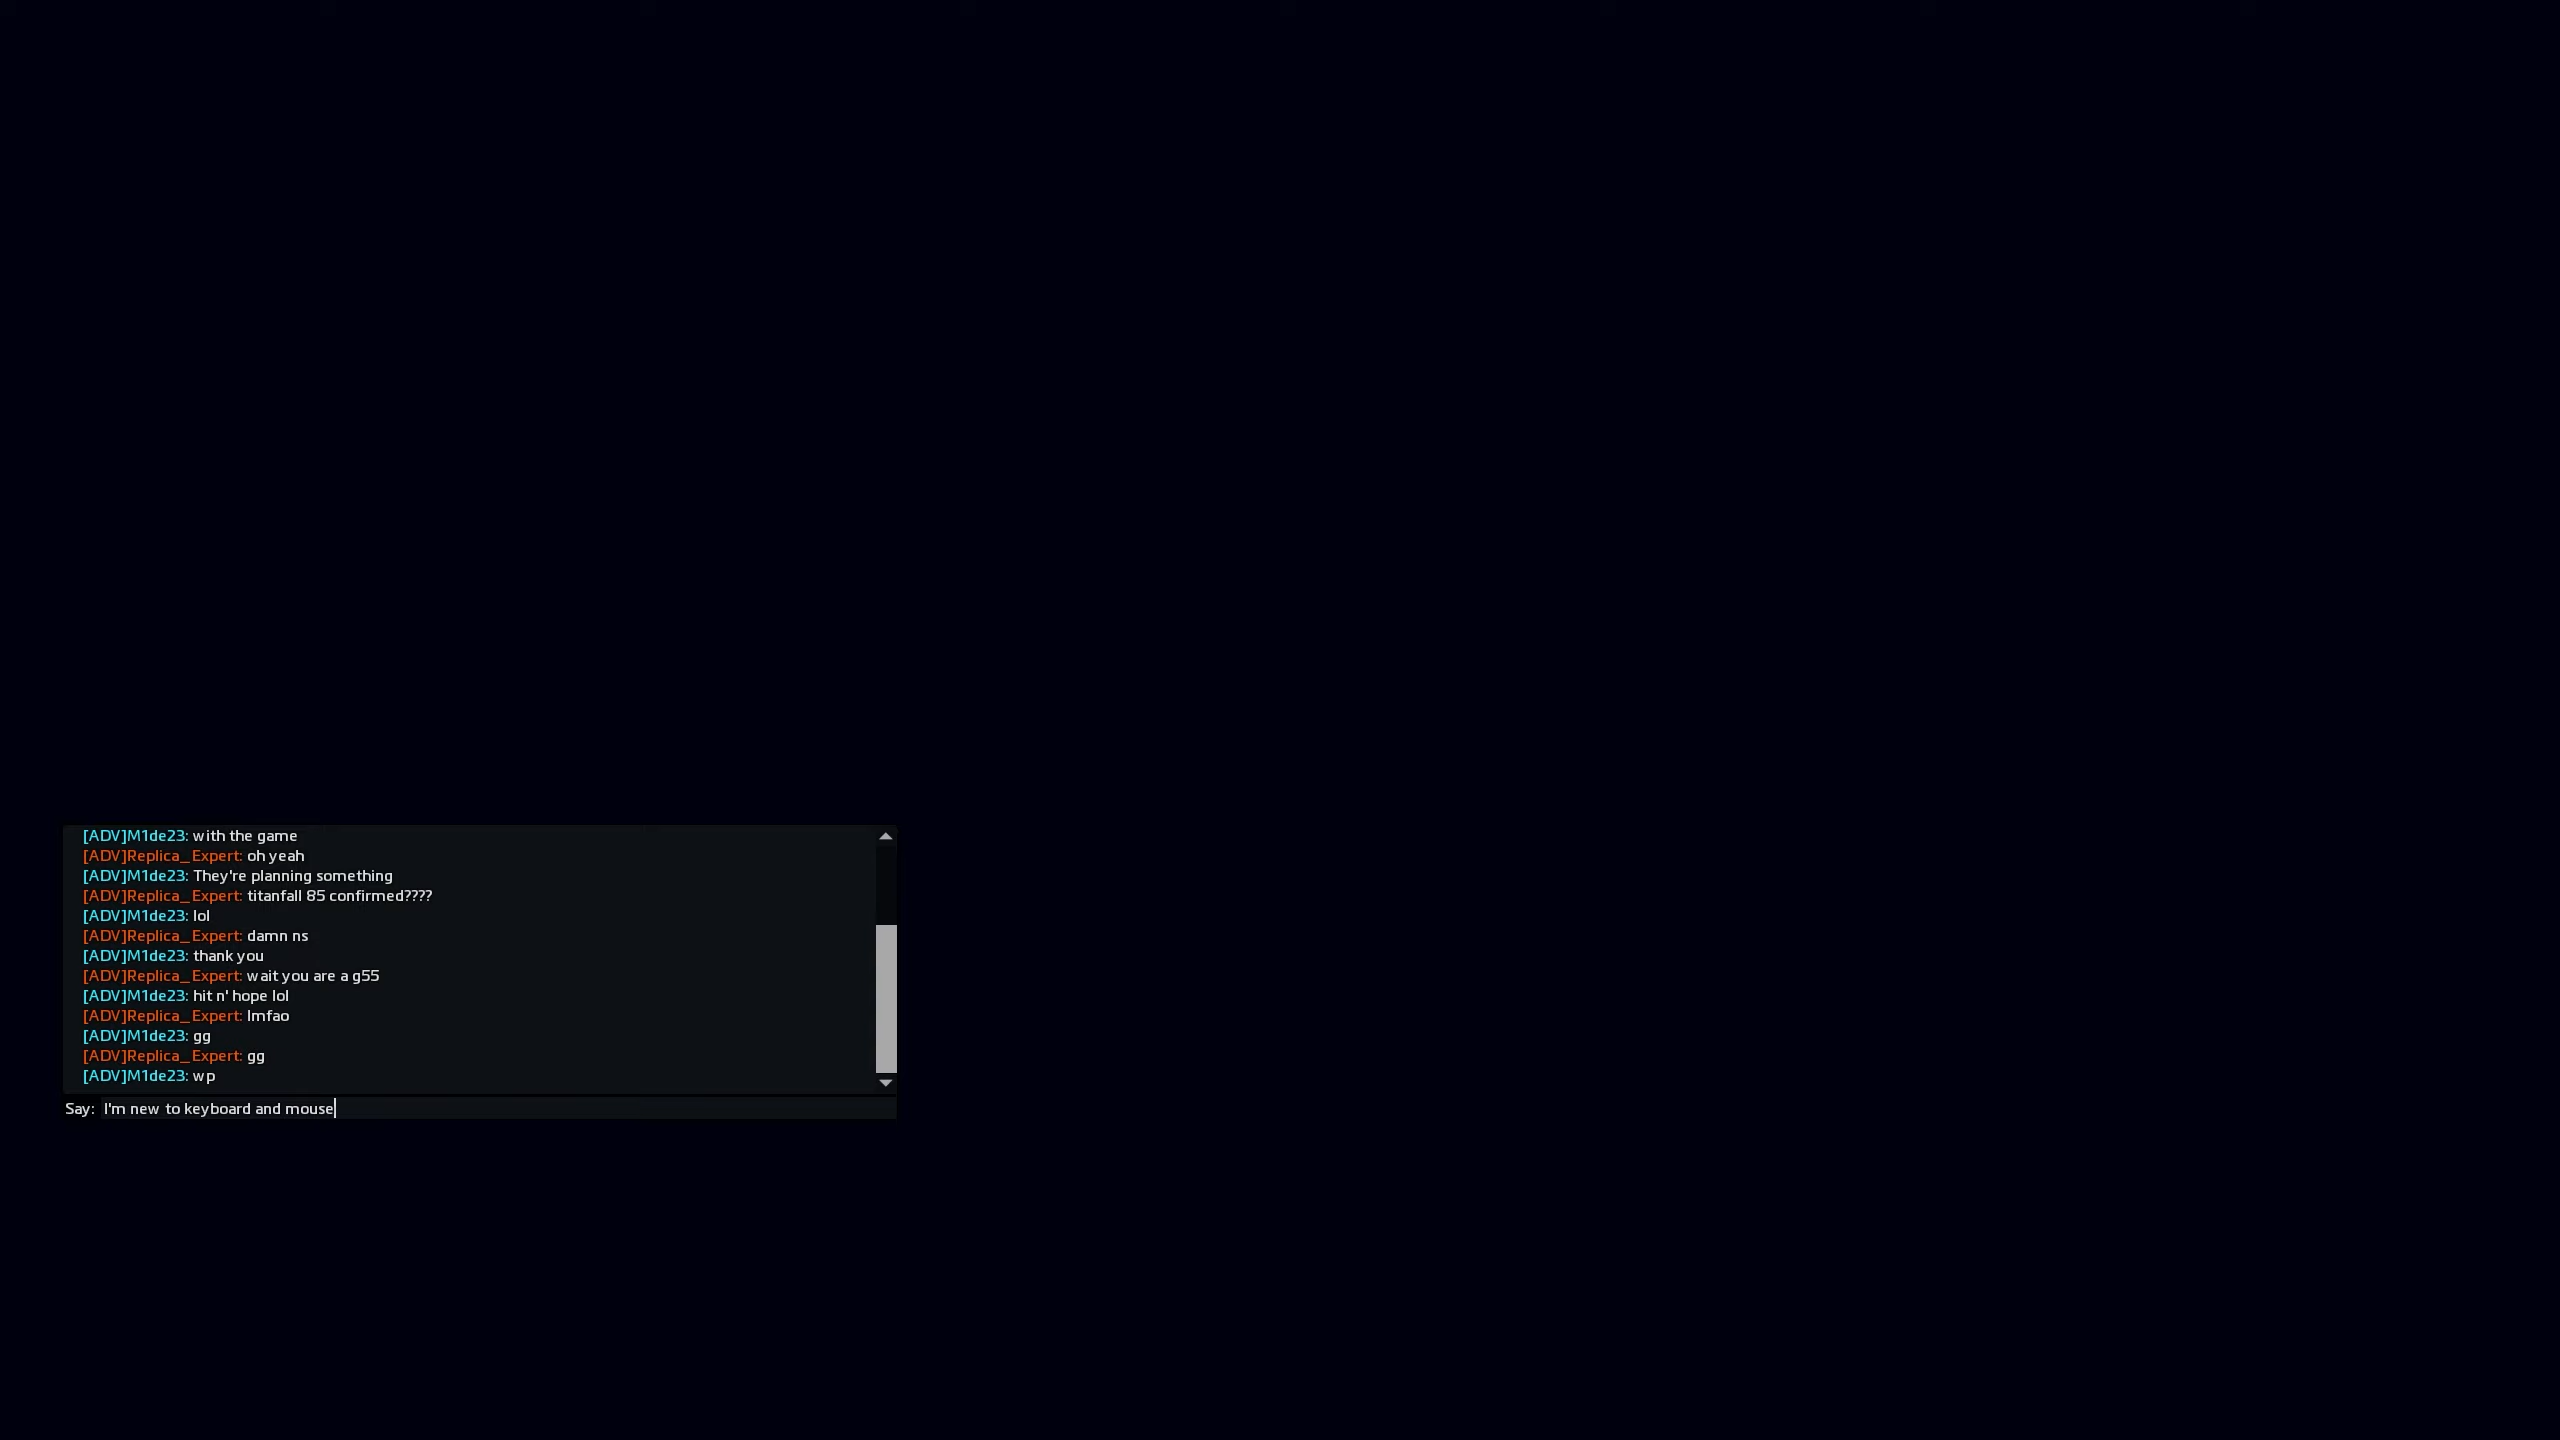 [ADV]M1de23: with the game
[ADV]Replica_Expert: oh yeah
[ADV]M1de23: They're planning something
[ADV]Replica_Expert: titanfall 85 confirmed????
[ADV]M1de23: lol
[ADV]Replica_Expert: damn ns
[ADV]M1de23: thank you
[ADV]Replica_Expert: wait you are a g55
[ADV]M1de23: hit n' hope lol
[ADV]Replica_Expert: lmfao
[ADV]M1de23: gg
[ADV]Replica_Expert: gg
[ADV]M1de23: wp
Say: I'm new to keyboard and mouse